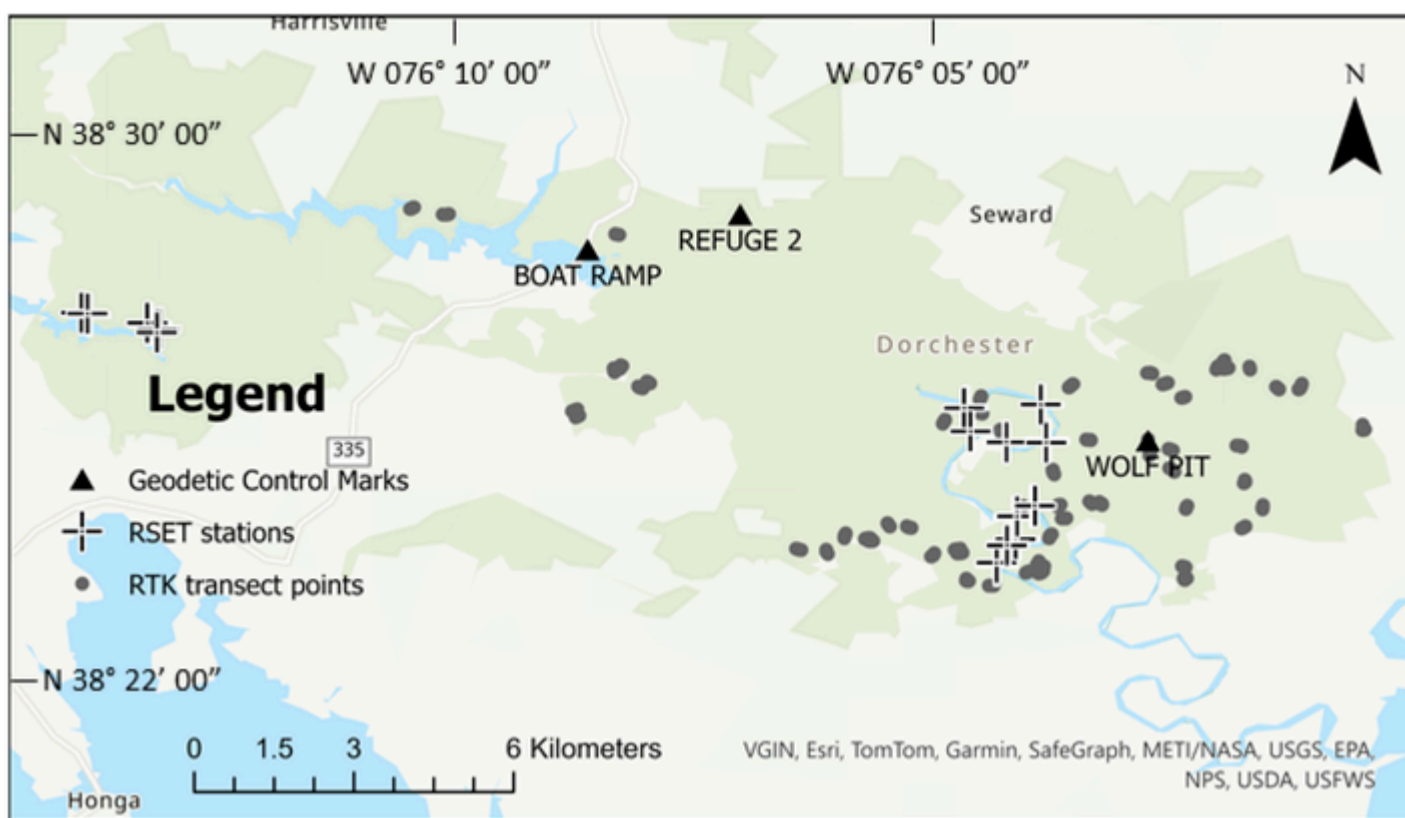 Harrisville
W 076° 10’ 00”
W 076° 05’ 00”
N
N 38° 30’ 00”
Seward
REFUGE 2
BOAT RAMP
Dorchester
Legend
335
WOLF PIT
Geodetic Control Marks
RSET stations
RTK transect points
N 38° 22’ 00”
0 1.5 3 6 Kilometers
VGIN, Esri, TomTom, Garmin, SafeGraph, METI/NASA, USGS, EPA,
NPS, USDA, USFWS
Honga